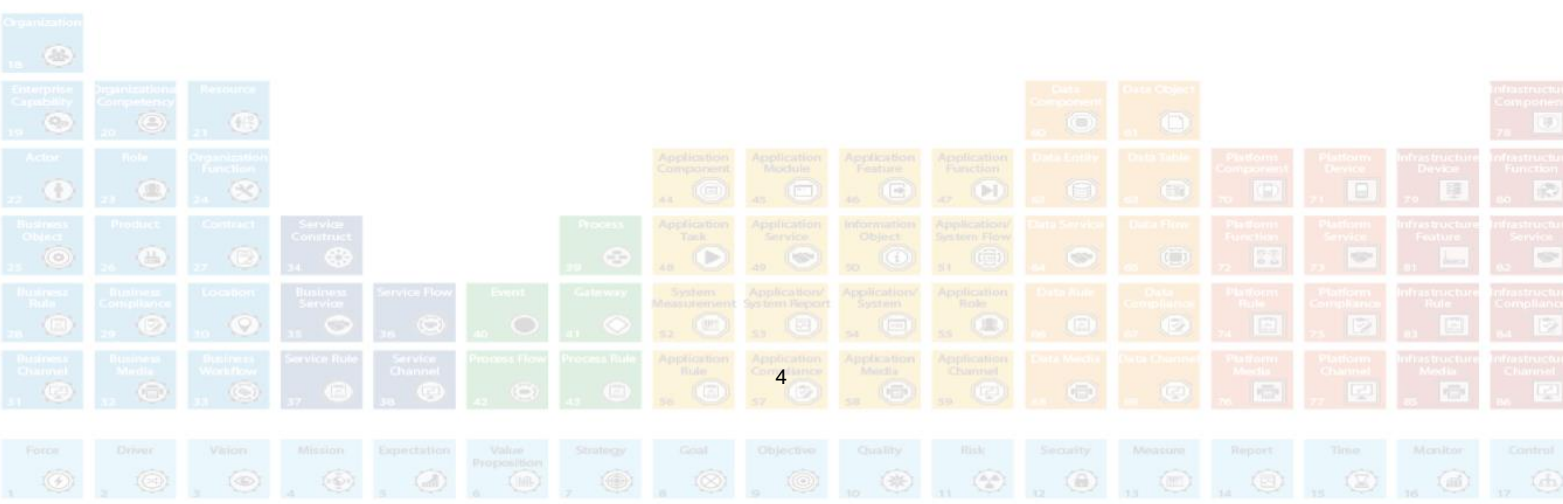 Organization
18
Enterprise Capability
19
Organizationa Competency
20
Resource
21
Data Component
60
Data Object
61
Infrastructu Componen
78
Actor
22
Role
23
Organization Function
24
Application Component
44
Application Module
45
Application Feature
46
Application Function
47
Data Entity
62
Data Table
63
Platform Component
70
Platform Device
71
Infrastructure Device
79
Infrastructure Function
80
Business Object
25
Product
26
Contract
27
Service Construct
34
Process
39
Application Task
48
Application Service
49
Information Object
50
Application/ System Flow
51
Data Service
64
Data Flow
65
Platform Function
72
Platform Service
73
Infrastructure Feature
81
Infrastructu Service
82
Business Rule
28
Business Compliance
29
Location
30
Business Service
35
Service Flow
36
Event
40
Gateway
41
System Measurement
52
Application/ System Report
53
Application/ System
54
Application Role
55
Data Rule
66
Data Compliance
67
Platform Rule
74
Platform Compliance
75
Infrastructure Rule
83
Infrastructu Complianc
84
Business Channel
31
Business Media
32
Business Workflow
33
Service Rule
37
Service Channel
38
Process Flow
42
Process Rule
43
Application Rule
56
Application Compliance
57
4
Application Media
58
Application Channel
59
Data Media
68
Data Channel
69
Platform Media
76
Platform Channel
77
Infrastructure Media
85
Infrastructu Channel
86
Force
1
Driver
2
Vision
3
Mission
4
Expectation
5
Value Proposition
6
Strategy
7
Goal
8
Objective
9
Quality
10
Risk
11
Security
12
Measure
13
Report
14
Time
15
Monitor
16
Control
17